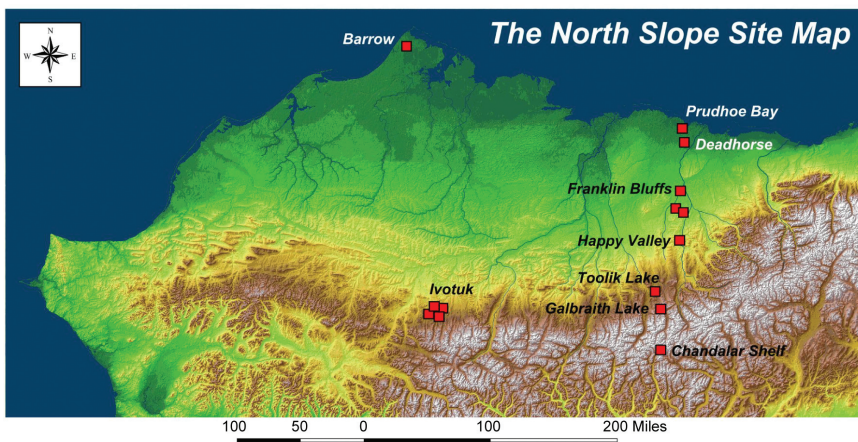 The North Slope Site Map
N
W E
S
Barrow
Prudhoe Bay
Deadhorse
Franklin Bluffs
Happy Valley
Toolik Lake
Ivotuk
Galbraith Lake
Chandalar Shelf
100 50 0 100 200 Miles